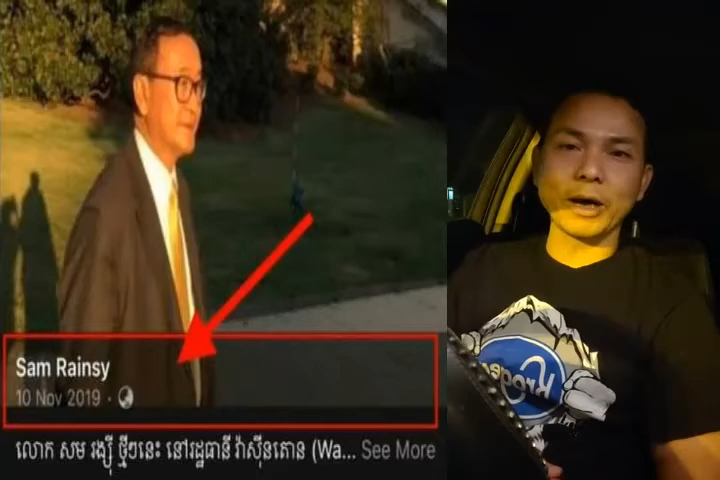 Sam Rainsy
10 Nov 2019 ·
លោក សម រង្ស៊ី ថ្មីៗនេះ នៅរដ្ឋធានី វ៉ាស៊ីនតោន (Wa... See More
Kroger